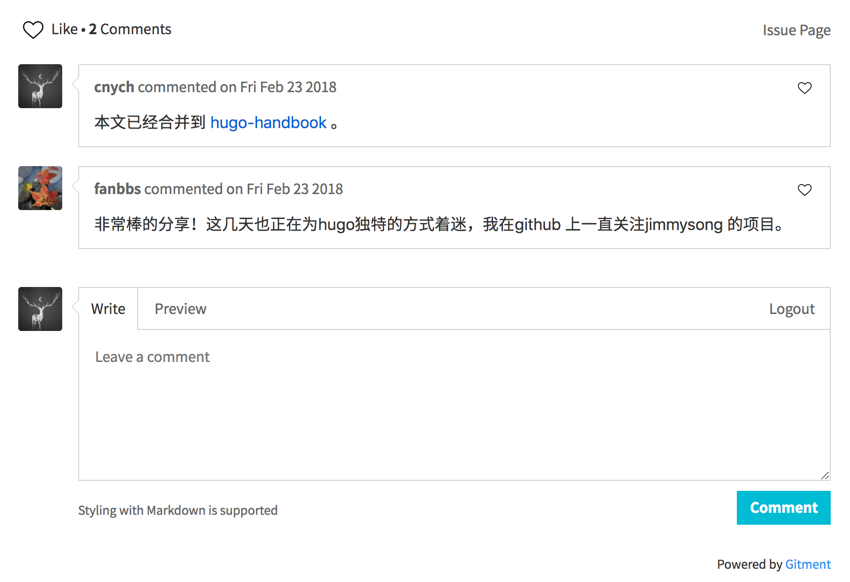 Like • 2 Comments
Issue Page
cnych commented on Fri Feb 23 2018
本文已经合并到 hugo-handbook 。
fanbbs commented on Fri Feb 23 2018
非常棒的分享！这几天也正在为hugo独特的方式着迷，我在github 上一直关注jimmysong 的项目。
Write
Preview
Logout
Leave a comment
Styling with Markdown is supported
Comment
Powered by Gitment